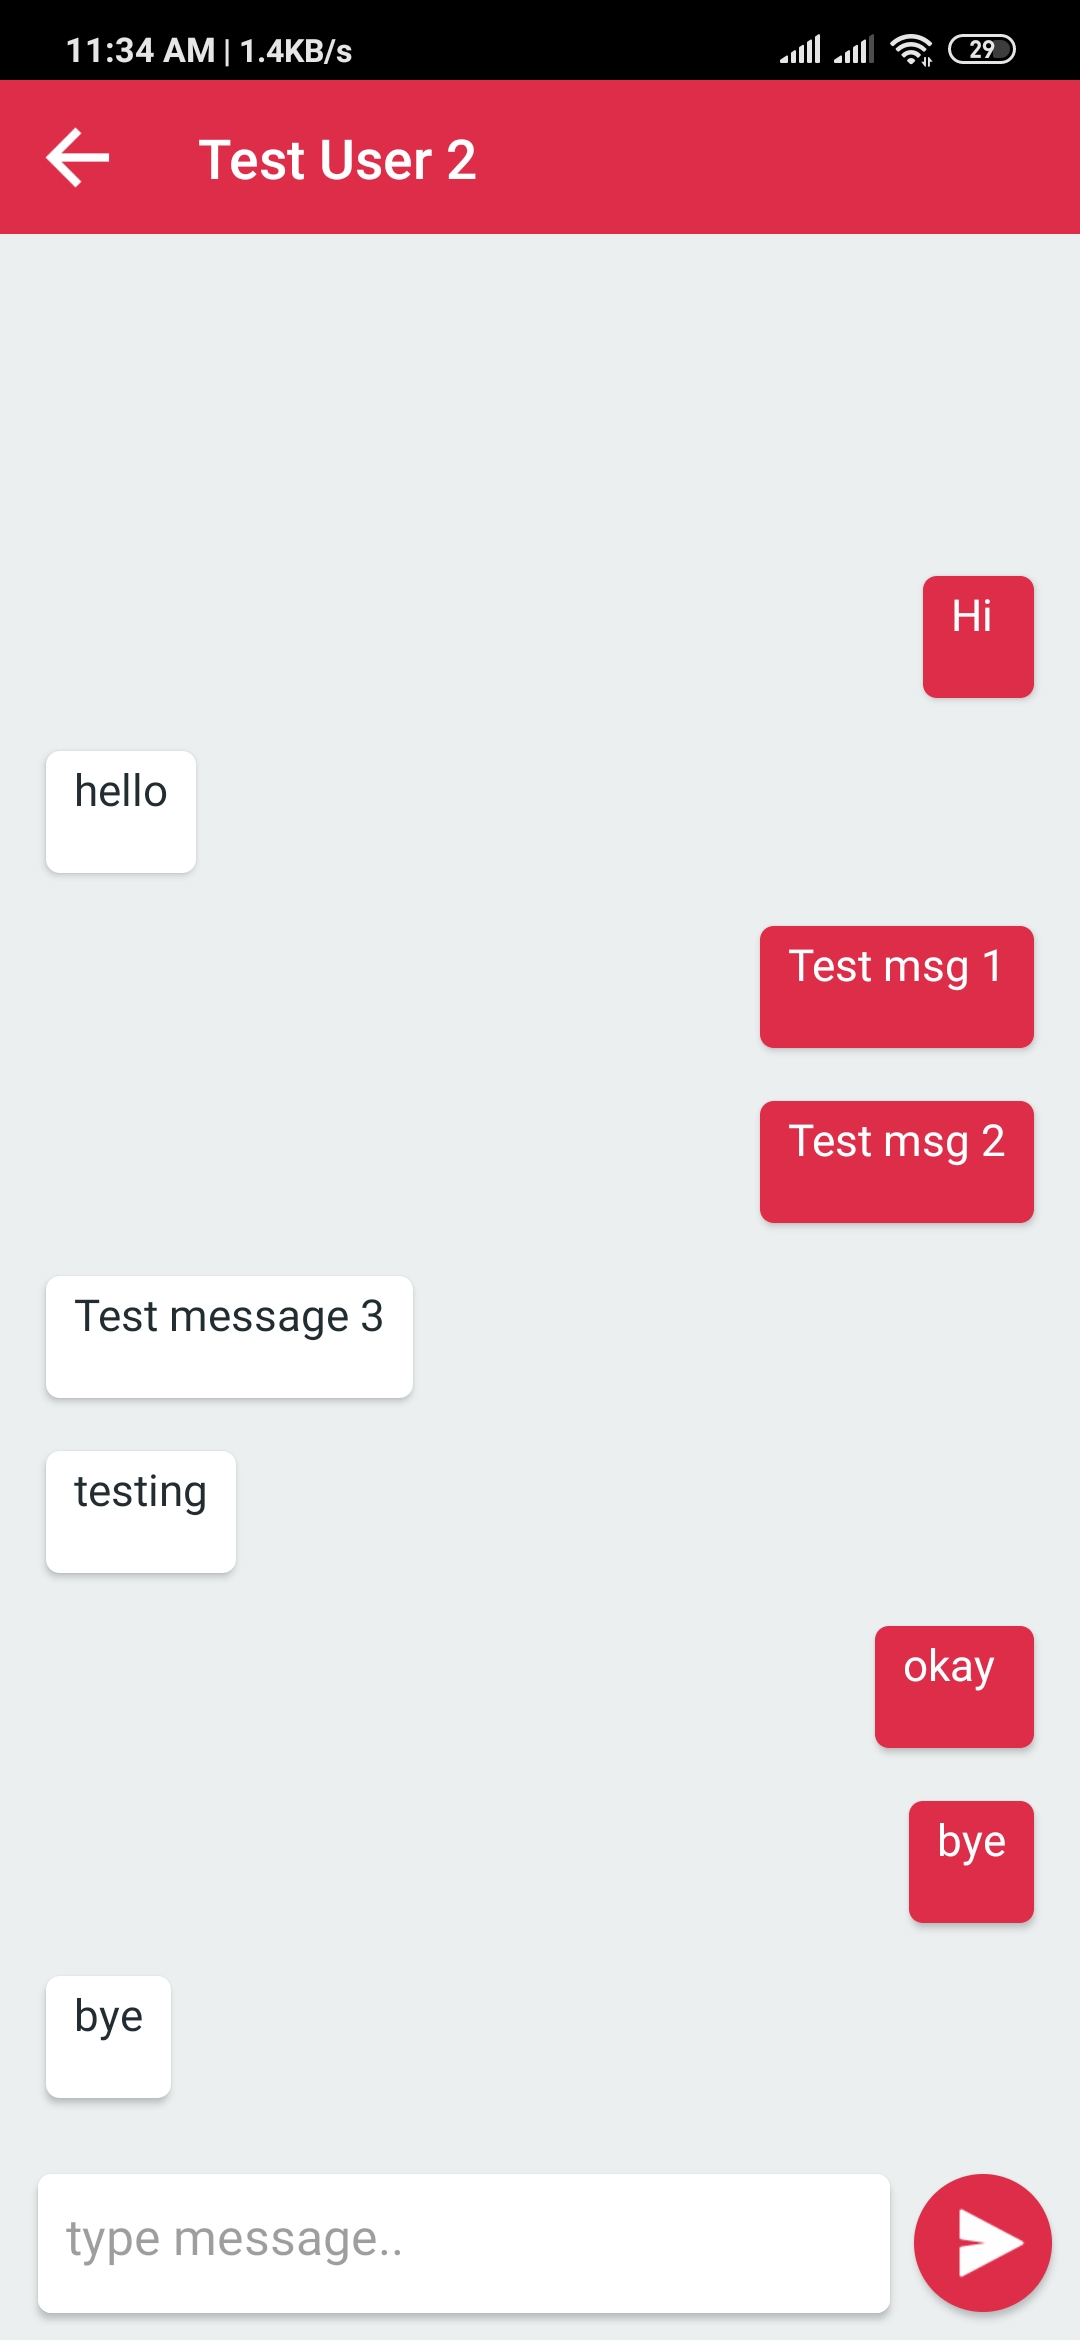 11:34 AM | 1.4KB/s 29
Test User 2
Hi
hello
Test msg 1
Test msg 2
Test message 3
testing
okay
bye
bye
type message..